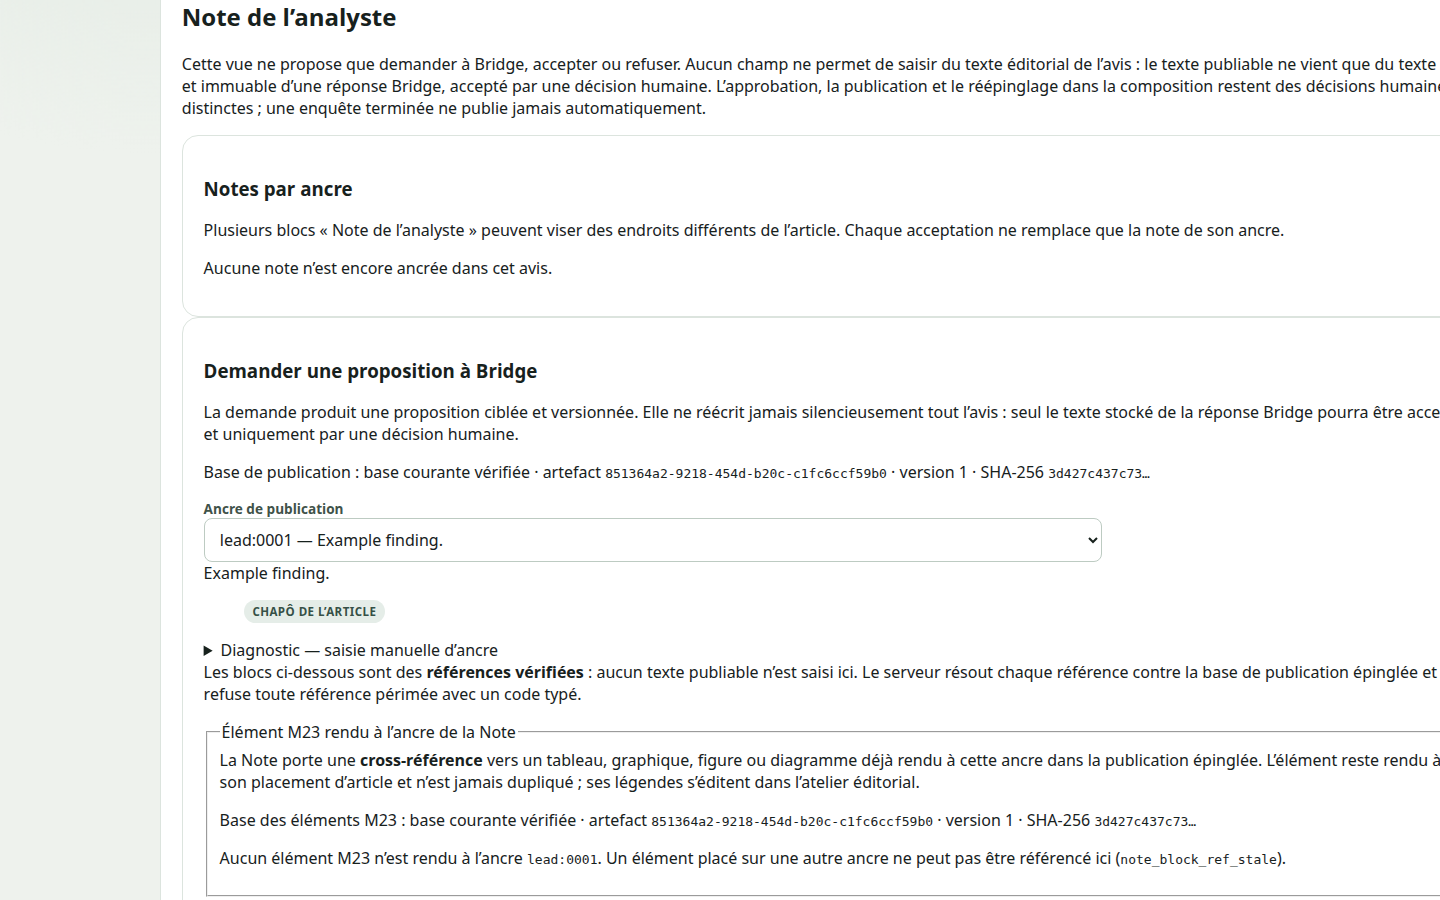 Note de l’analyste
Cette vue ne propose que demander à Bridge, accepter ou refuser. Aucun champ ne permet de saisir du texte éditorial de l’avis : le texte publiable ne vient que du texte
et immuable d’une réponse Bridge, accepté par une décision humaine. L’approbation, la publication et le réépinglage dans la composition restent des décisions humaine
distinctes ; une enquête terminée ne publie jamais automatiquement.
Notes par ancre
Plusieurs blocs « Note de l’analyste » peuvent viser des endroits différents de l’article. Chaque acceptation ne remplace que la note de son ancre.
Aucune note n’est encore ancrée dans cet avis.
Demander une proposition à Bridge
La demande produit une proposition ciblée et versionnée. Elle ne réécrit jamais silencieusement tout l’avis : seul le texte stocké de la réponse Bridge pourra être acce
et uniquement par une décision humaine.
Base de publication : base courante vérifiée · artefact 851364a2-9218-454d-b20c-c1fc6ccf59b0 · version 1 · SHA-256 3d427c437c73…
Ancre de publication
lead:0001 — Example finding.
Example finding.
CHAPÔ DE L’ARTICLE
Diagnostic — saisie manuelle d’ancre
Les blocs ci-dessous sont des références vérifiées : aucun texte publiable n’est saisi ici. Le serveur résout chaque référence contre la base de publication épinglée et
refuse toute référence périmée avec un code typé.
Élément M23 rendu à l’ancre de la Note
La Note porte une cross-référence vers un tableau, graphique, figure ou diagramme déjà rendu à cette ancre dans la publication épinglée. L’élément reste rendu à
son placement d’article et n’est jamais dupliqué ; ses légendes s’éditent dans l’atelier éditorial.
Base des éléments M23 : base courante vérifiée · artefact 851364a2-9218-454d-b20c-c1fc6ccf59b0 · version 1 · SHA-256 3d427c437c73…
Aucun élément M23 n’est rendu à l’ancre lead:0001. Un élément placé sur une autre ancre ne peut pas être référencé ici (note_block_ref_stale).